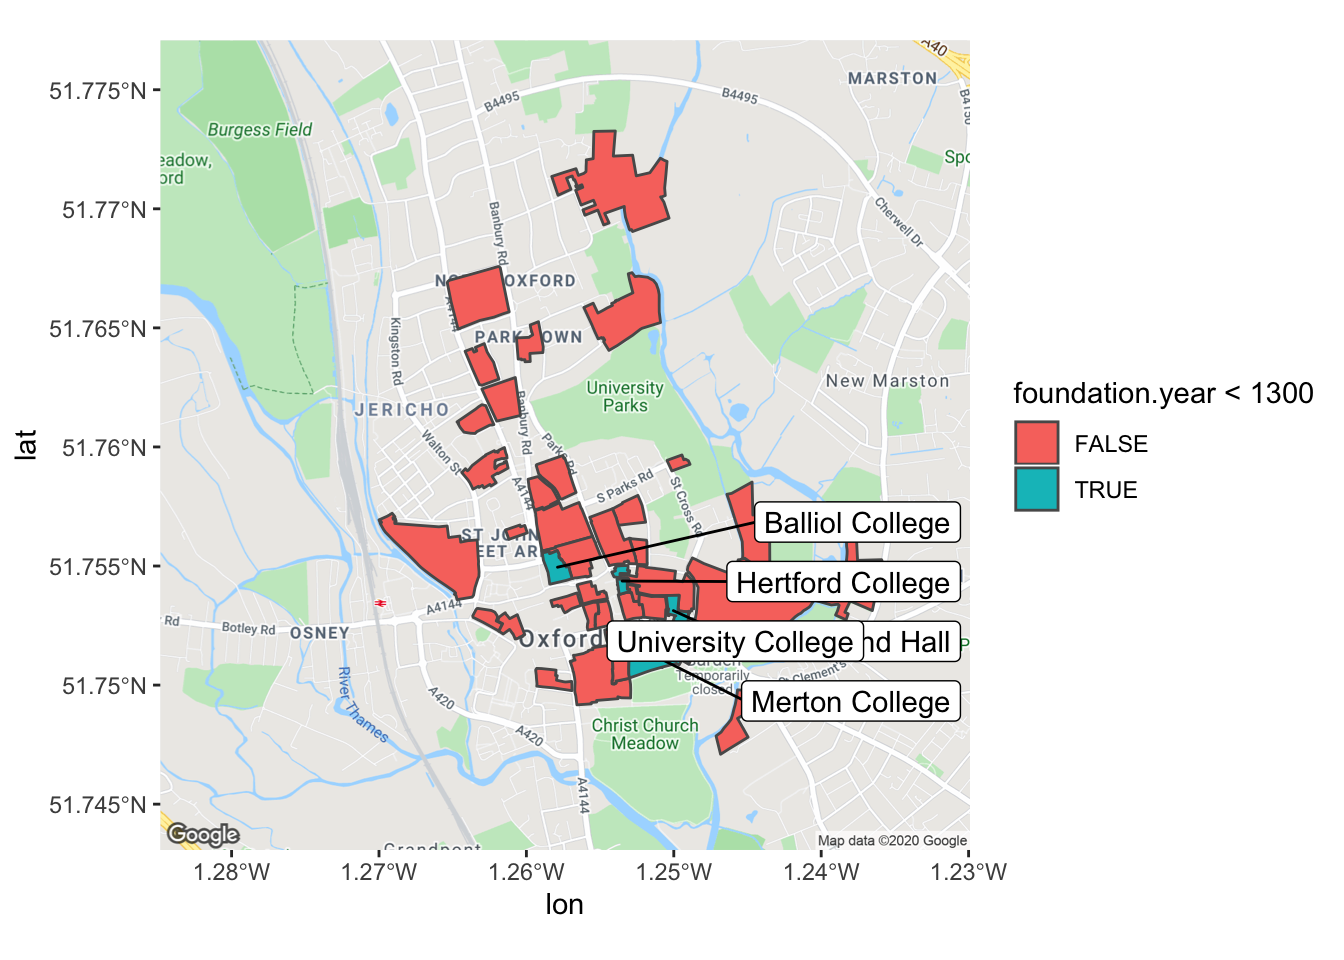 A40
MARSTON
B4495
B4495
B4150
51.775°N
Burgess Field
eadow,
ord
Spo
51.77°N
Banbury Rd
Cherwell Dr
NO OXFORD
A4144
51.765°N
Kingston Rd
PARK OWN
New Marston
University
Parks
JERICHO
Banbury Rd
lat
51.76°N
Walton St
Parks Rd
S Parks Rd
St Cross Rd
A4144
ST JOHN
EET AR
Balliol College
51.755°N
Hertford College
A4144
Rd
Botley Rd
OSNEY
Oxford
University College
nd Hall
P
Garden
Temporarily
closed
St Clement's
51.75°N
River Thames
A420
A420
Merton College
Christ Church
Meadow
A4144
51.745°N
Google
Grandpont
Map data ©2020 Google
1.28°W 1.27°W 1.26°W 1.25°W 1.24°W 1.23°W
lon
foundation.year < 1300
FALSE
TRUE